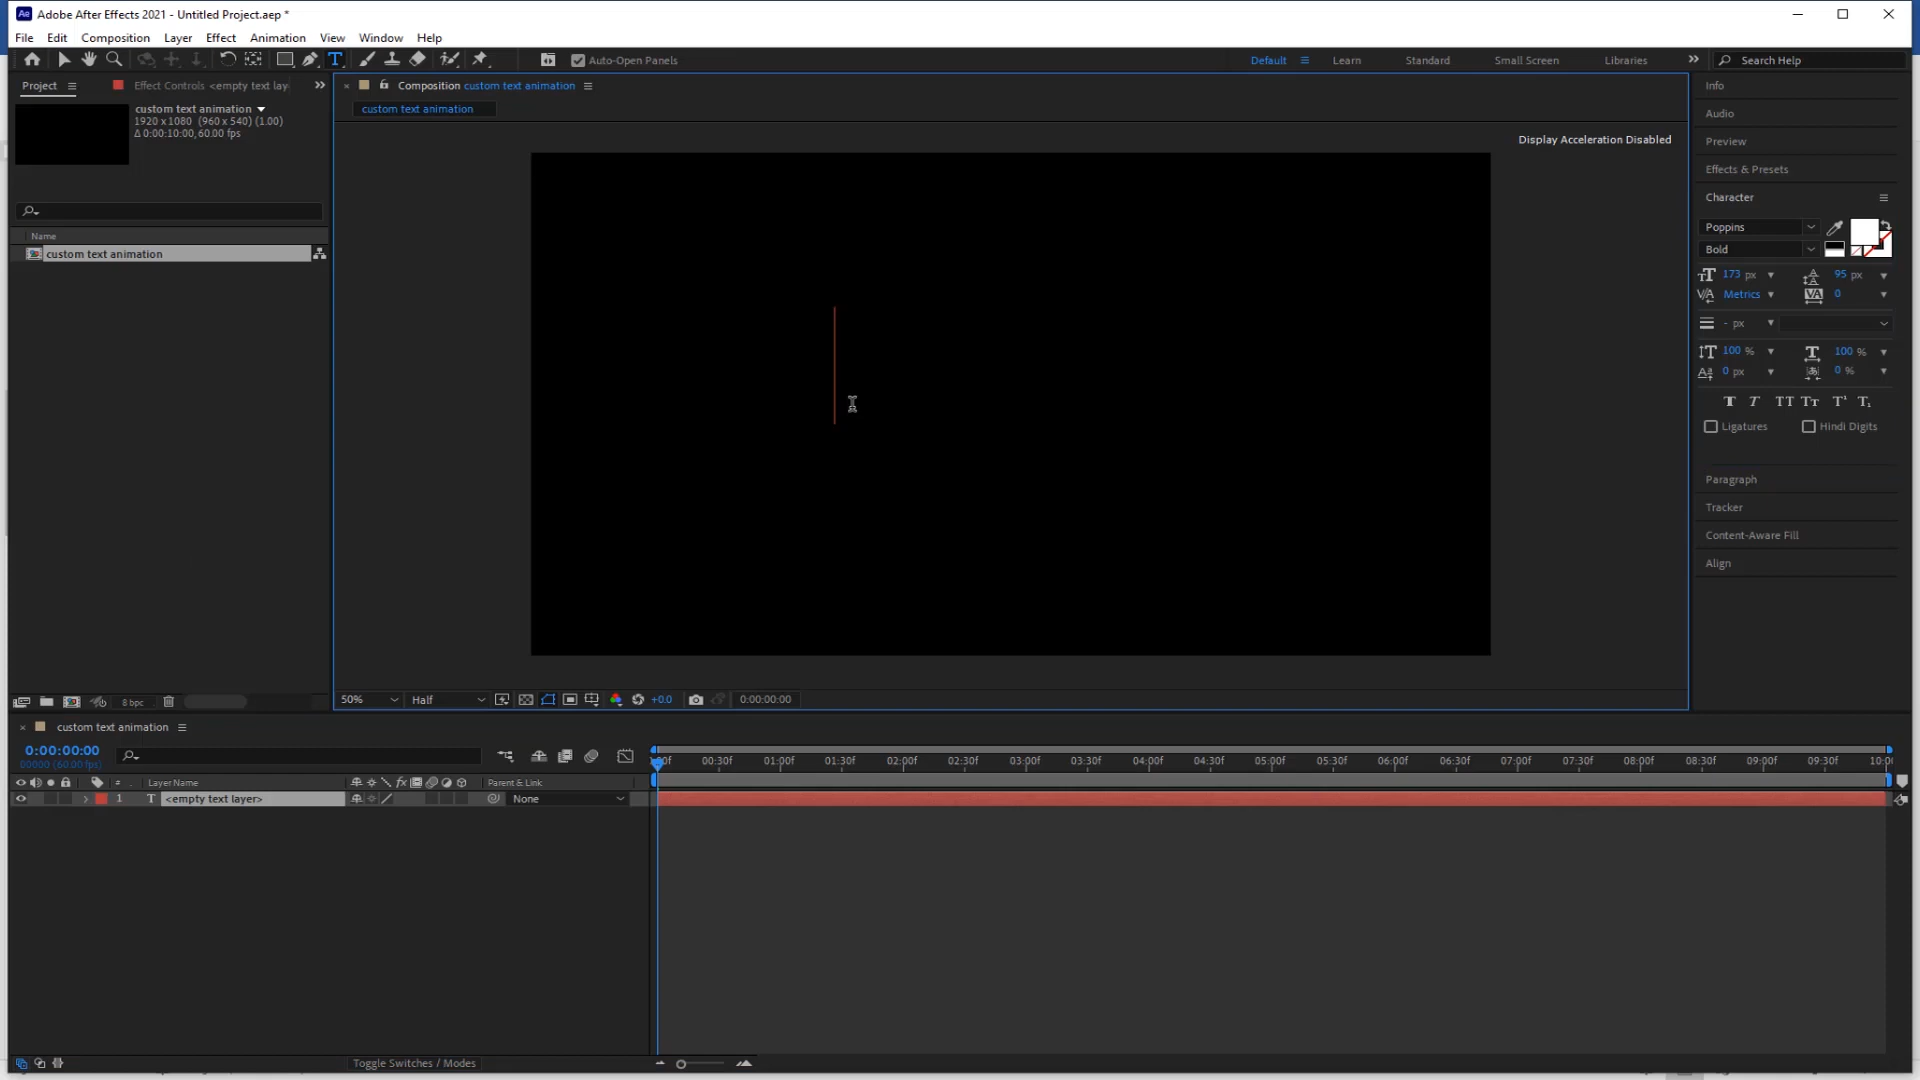 Adobe After Effects 2021 - Untitled Project.aep *
File Edit Composition Layer Effect Animation View Window Help
Auto-Open Panels
Default Learn Standard Small Screen Libraries Search Help
Project Effect Controls <empty text lay
Composition custom text animation
custom text animation
custom text animation
1920 x 1080 (960 x 540) (1.00)
Δ 0:00:10:00, 60.00 fps
Display Acceleration Disabled
Name
custom text animation
Info
Audio
Preview
Effects & Presets
Character
Poppins
Bold
173 px 95 px
Metrics 0
- px
100 % 100 %
0 px 0 %
Ligatures Hindi Digits
Paragraph
Tracker
Content-Aware Fill
Align
8 bpc
50% Half +0.0 0:00:00:00
custom text animation
0:00:00:00
00000 (60.00 fps)
00:30f 01:00f 01:30f 02:00f 02:30f 03:00f 03:30f 04:00f 04:30f 05:00f 05:30f 06:00f 06:30f 07:00f 07:30f 08:00f 08:30f 09:00f 09:30f 10:0
# Layer Name Parent & Link
1 <empty text layer> None
Toggle Switches / Modes